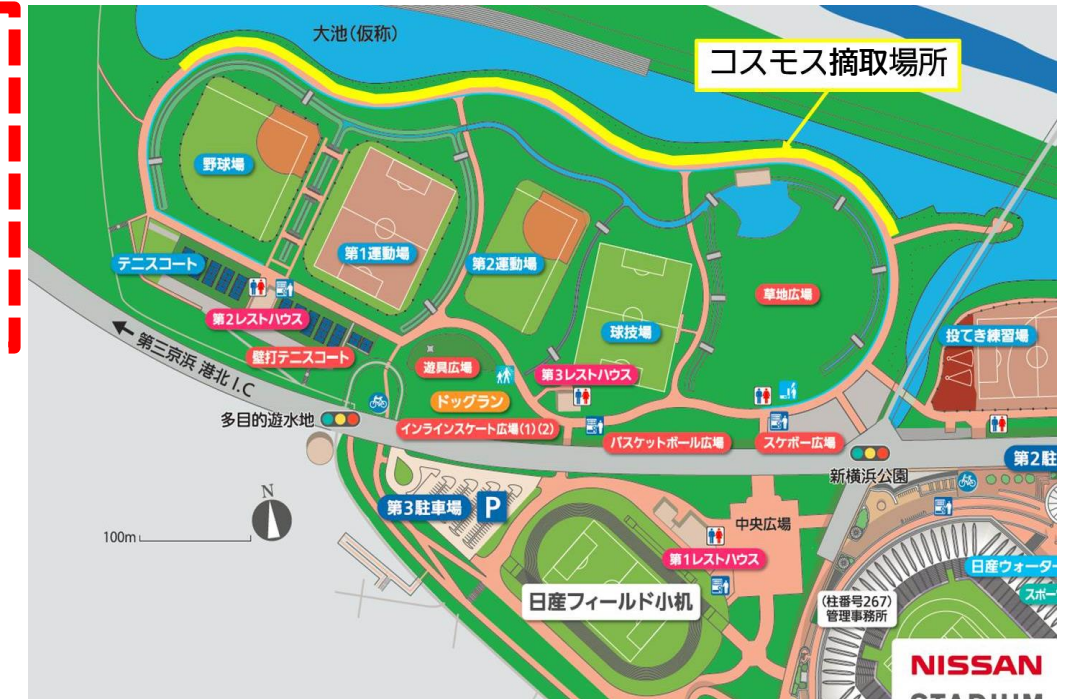 大池(仮称)
コスモス摘取場所
野球場
第1運動場
第2運動場
テニスコート
草地広場
球技場
投てき練習場
第2レストハウス
壁打テニスコート
第三京浜 港北I.C
遊具広場
第3レストハウス
ドッグラン
多目的遊水地
インラインスケート広場(1)(2)
バスケットボール広場
スケボー広場
新横浜公園
第2駐
N
100m
第3駐車場
P
中央広場
第1レストハウス
日産フィールド小机
日産ウォーター
スポー
(柱番号267)
管理事務所
NISSAN
STADIUM